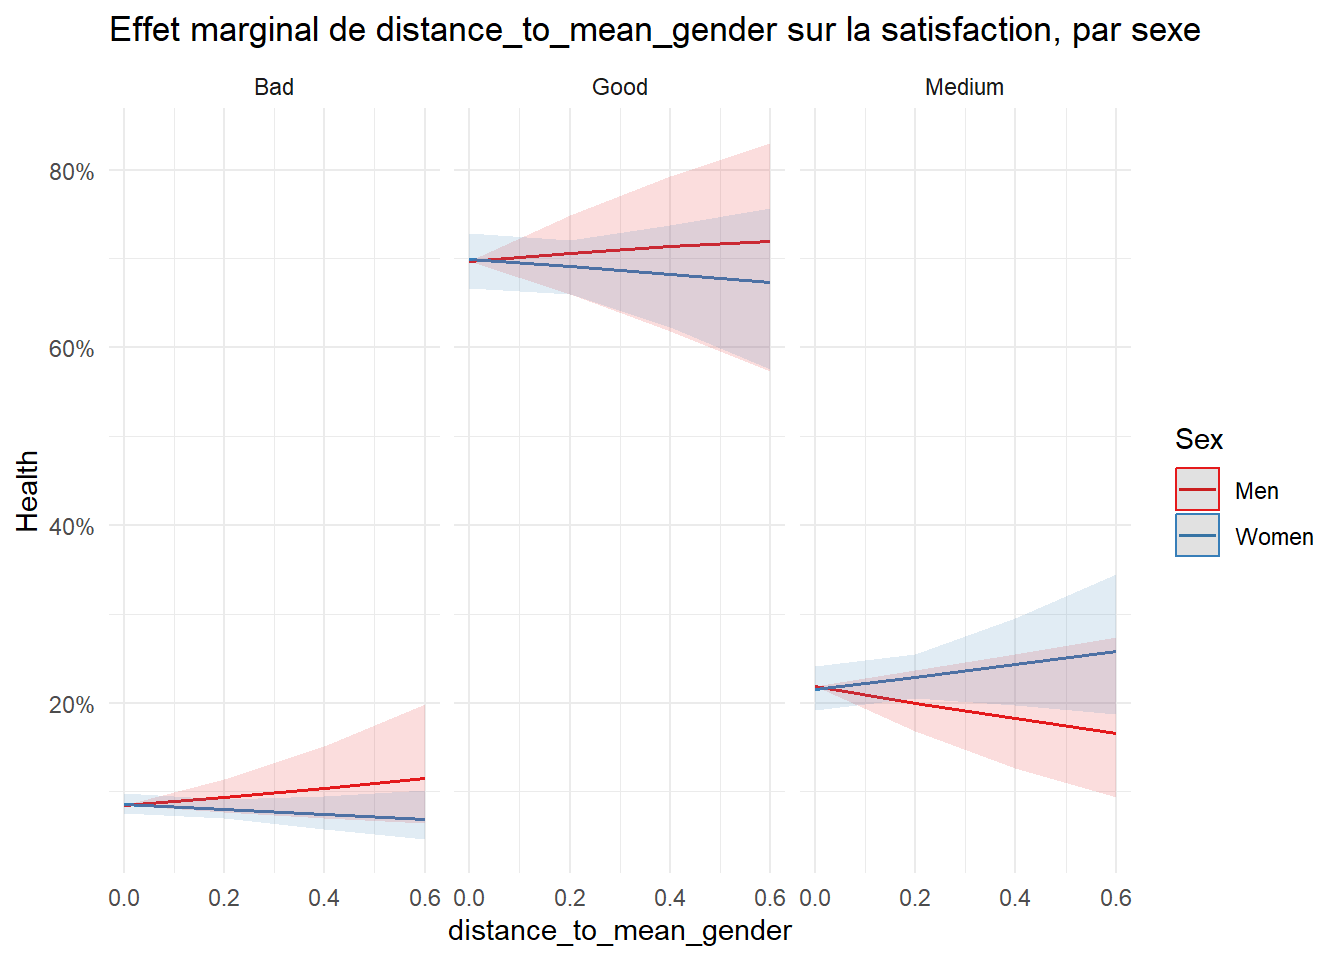 Effet marginal de distance_to_mean_gender sur la satisfaction, par sexe
Bad
Good
Medium
80%
60%
40%
20%
Health
0.0 0.2 0.4 0.6
0.0 0.2 0.4 0.6
0.0 0.2 0.4 0.6
distance_to_mean_gender
Sex
Men
Women